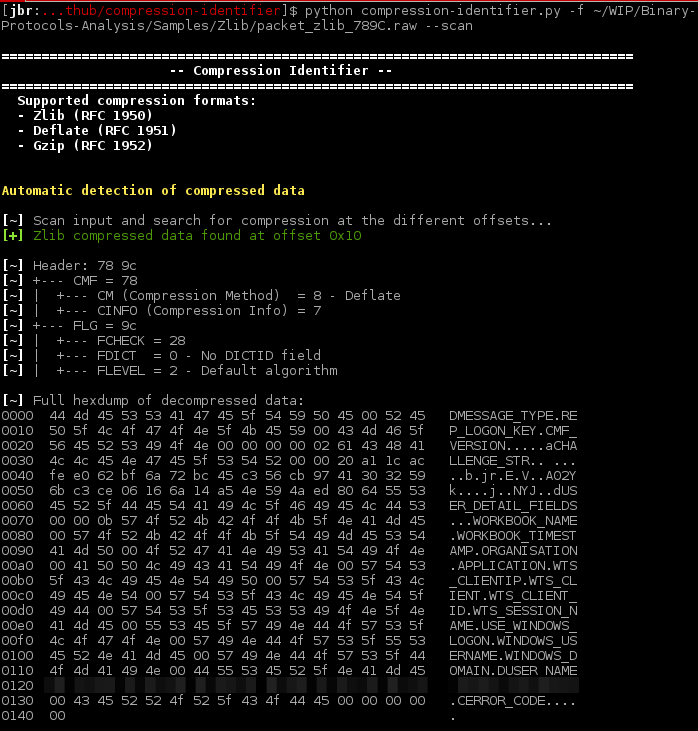 [jbr:...thub/compression-identifier]$ python compression-identifier.py -f ~/WIP/Binary-
Protocols-Analysis/Samples/Zlib/packet_zlib_789C.raw --scan
================================================================================
-- Compression Identifier --
================================================================================
Supported compression formats:
- Zlib (RFC 1950)
- Deflate (RFC 1951)
- Gzip (RFC 1952)
Automatic detection of compressed data
[~] Scan input and search for compression at the different offsets...
[+] Zlib compressed data found at offset 0x10
[~] Header: 78 9c
[~] +--- CMF = 78
[~] |  +--- CM (Compression Method)  = 8 - Deflate
[~] |  +--- CINFO (Compression Info) = 7
[~] +--- FLG = 9c
[~] |  +--- FCHECK = 28
[~] |  +--- FDICT  = 0 - No DICTID field
[~] |  +--- FLEVEL = 2 - Default algorithm
[~] Full hexdump of decompressed data:
0000  44 4d 45 53 53 41 47 45 5f 54 59 50 45 00 52 45   DMESSAGE_TYPE.RE
0010  50 5f 4c 4f 47 4f 4e 5f 4b 45 59 00 43 4d 46 5f   P_LOGON_KEY.CMF_
0020  56 45 52 53 49 4f 4e 00 00 00 00 02 61 43 48 41   VERSION.....aCHA
0030  4c 4c 45 4e 47 45 5f 53 54 52 00 00 20 a1 1c ac   LLENGE_STR.. ...
0040  fe e0 62 bf 6a 72 bc 45 c3 56 cb 97 41 30 32 59   ..b.jr.E.V..A02Y
0050  6b c3 ce 06 16 6a 14 a5 4e 59 4a ed 80 64 55 53   k....j..NYJ..dUS
0060  45 52 5f 44 45 54 41 49 4c 5f 46 49 45 4c 44 53   ER_DETAIL_FIELDS
0070  00 00 0b 57 4f 52 4b 42 4f 4f 4b 5f 4e 41 4d 45   ...WORKBOOK_NAME
0080  00 57 4f 52 4b 42 4f 4f 4b 5f 54 49 4d 45 53 54   .WORKBOOK_TIMEST
0090  41 4d 50 00 4f 52 47 41 4e 49 53 41 54 49 4f 4e   AMP.ORGANISATION
00a0  00 41 50 50 4c 49 43 41 54 49 4f 4e 00 57 54 53   .APPLICATION.WTS
00b0  5f 43 4c 49 45 4e 54 49 50 00 57 54 53 5f 43 4c   _CLIENTIP.WTS_CL
00c0  49 45 4e 54 00 57 54 53 5f 43 4c 49 45 4e 54 5f   IENT.WTS_CLIENT_
00d0  49 44 00 57 54 53 5f 53 45 53 53 49 4f 4e 5f 4e   ID.WTS_SESSION_N
00e0  41 4d 45 00 55 53 45 5f 57 49 4e 44 4f 57 53 5f   AME.USE_WINDOWS_
00f0  4c 4f 47 4f 4e 00 57 49 4e 44 4f 57 53 5f 55 53   LOGON.WINDOWS_US
0100  45 52 4e 41 4d 45 00 57 49 4e 44 4f 57 53 5f 44   ERNAME.WINDOWS_D
0110  4f 4d 41 49 4e 00 44 55 53 45 52 5f 4e 41 4d 45   OMAIN.DUSER_NAME
0120
0130  00 43 45 52 52 4f 52 5f 43 4f 44 45 00 00 00 00   .CERROR_CODE....
0140  00                                                .